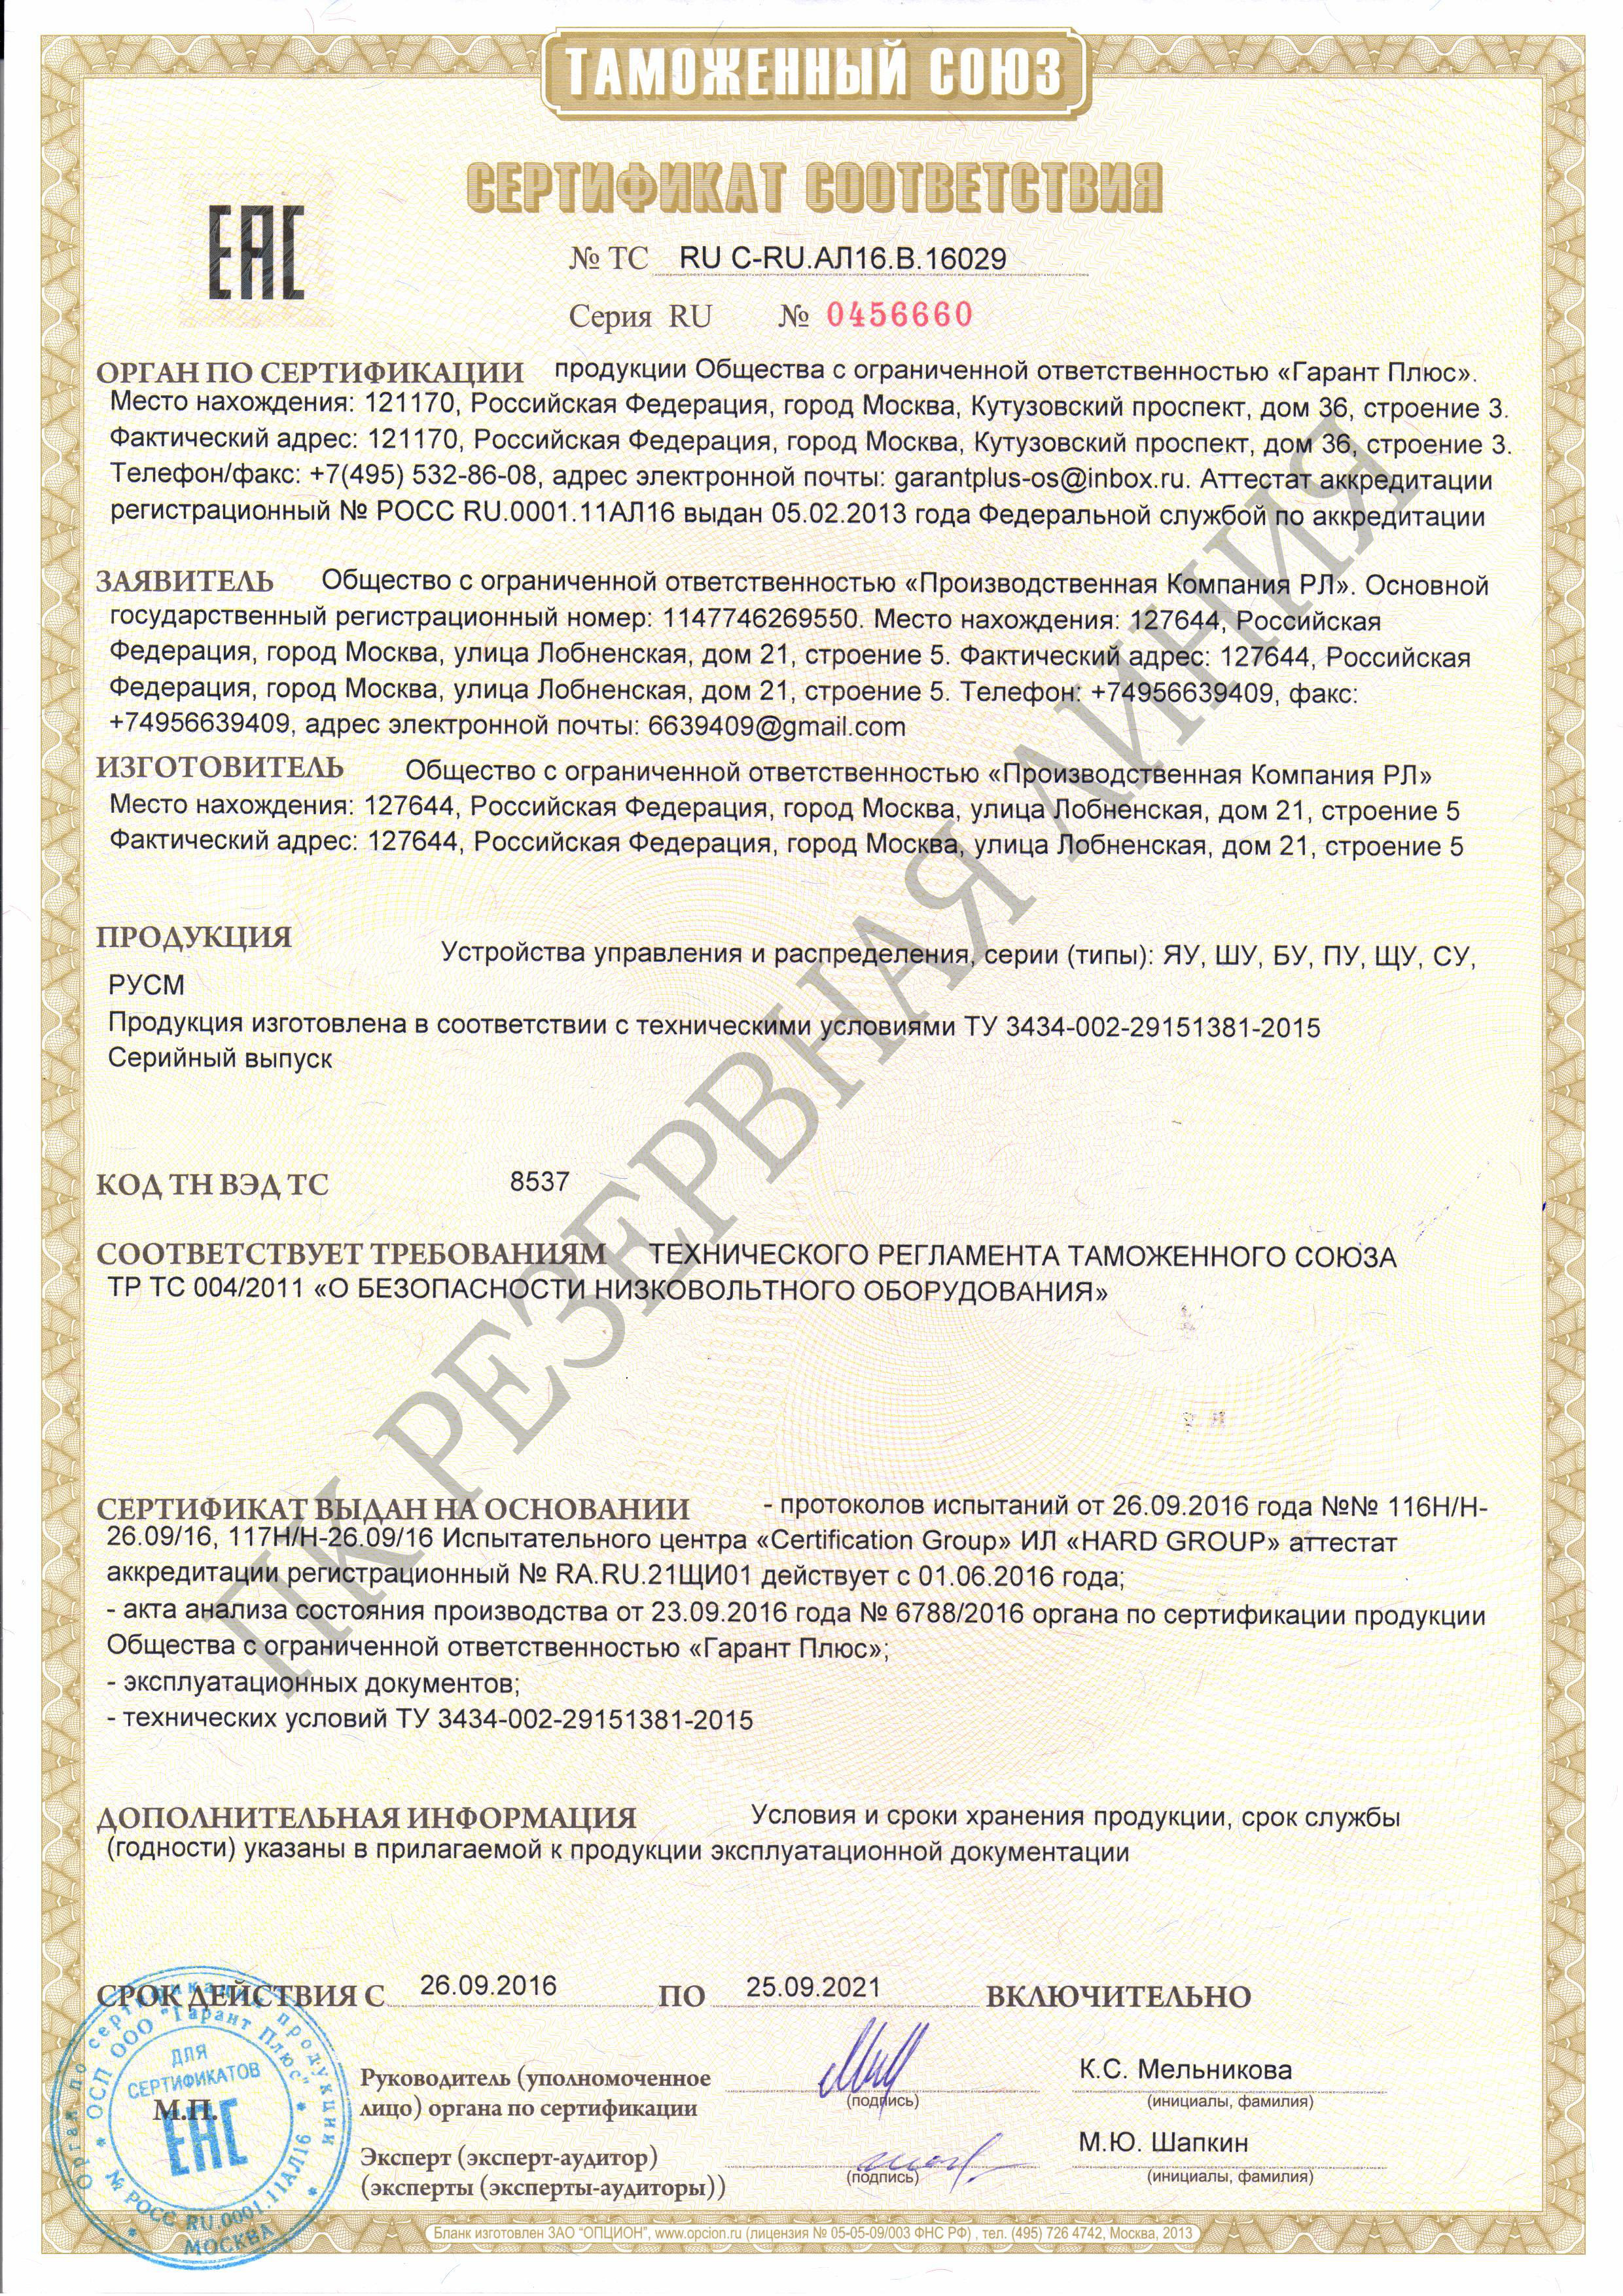 ТАМОЖЕННЫЙ СОЮЗ
СЕРТИФИКАТ СООТВЕТСТВИЯ
ЕАС
№ ТС RU C-RU.АЛ16.В.16029
Серия RU № 0456660
ОРГАН ПО СЕРТИФИКАЦИИ продукции Общества с ограниченной ответственностью «Гарант Плюс».
Место нахождения: 121170, Российская Федерация, город Москва, Кутузовский проспект, дом 36, строение 3.
Фактический адрес: 121170, Российская Федерация, город Москва, Кутузовский проспект, дом 36, строение 3.
Телефон/факс: +7(495) 532-86-08, адрес электронной почты: garantplus-os@inbox.ru. Аттестат аккредитации
регистрационный № РОСС RU.0001.11АЛ16 выдан 05.02.2013 года Федеральной службой по аккредитации
ЗАЯВИТЕЛЬ Общество с ограниченной ответственностью «Производственная Компания РЛ». Основной
государственный регистрационный номер: 1147746269550. Место нахождения: 127644, Российская
Федерация, город Москва, улица Лобненская, дом 21, строение 5. Фактический адрес: 127644, Российская
Федерация, город Москва, улица Лобненская, дом 21, строение 5. Телефон: +74956639409, факс:
+74956639409, адрес электронной почты: 6639409@gmail.com
ИЗГОТОВИТЕЛЬ Общество с ограниченной ответственностью «Производственная Компания РЛ»
Место нахождения: 127644, Российская Федерация, город Москва, улица Лобненская, дом 21, строение 5
Фактический адрес: 127644, Российская Федерация, город Москва, улица Лобненская, дом 21, строение 5
ПРОДУКЦИЯ Устройства управления и распределения, серии (типы): ЯУ, ШУ, БУ, ПУ, ЩУ, СУ,
РУСМ
Продукция изготовлена в соответствии с техническими условиями ТУ 3434-002-29151381-2015
Серийный выпуск
КОД ТН ВЭД ТС 8537
СООТВЕТСТВУЕТ ТРЕБОВАНИЯМ ТЕХНИЧЕСКОГО РЕГЛАМЕНТА ТАМОЖЕННОГО СОЮЗА
ТР ТС 004/2011 «О БЕЗОПАСНОСТИ НИЗКОВОЛЬТНОГО ОБОРУДОВАНИЯ»
СЕРТИФИКАТ ВЫДАН НА ОСНОВАНИИ - протоколов испытаний от 26.09.2016 года №№ 116Н/Н-
26.09/16, 117Н/Н-26.09/16 Испытательного центра «Certification Group» ИЛ «HARD GROUP» аттестат
аккредитации регистрационный № RA.RU.21ЩИ01 действует с 01.06.2016 года;
- акта анализа состояния производства от 23.09.2016 года № 6788/2016 органа по сертификации продукции
Общества с ограниченной ответственностью «Гарант Плюс»;
- эксплуатационных документов;
- технических условий ТУ 3434-002-29151381-2015
ДОПОЛНИТЕЛЬНАЯ ИНФОРМАЦИЯ Условия и сроки хранения продукции, срок службы
(годности) указаны в прилагаемой к продукции эксплуатационной документации
СРОК ДЕЙСТВИЯ С 26.09.2016 ПО 25.09.2021 ВКЛЮЧИТЕЛЬНО
Руководитель (уполномоченное
лицо) органа по сертификации
(подпись)
К.С. Мельникова
(инициалы, фамилия)
Эксперт (эксперт-аудитор)
(эксперты (эксперты-аудиторы))
(подпись)
М.Ю. Шапкин
(инициалы, фамилия)
М.П.
Орган по сертификации продукции
ОСП ООО "Гарант Плюс"
ДЛЯ
СЕРТИФИКАТОВ
ЕАС
№ РОСС RU.0001.11АЛ16
МОСКВА
ПК РЕЗЕРВНАЯ ЛИНИЯ
Бланк изготовлен ЗАО "ОПЦИОН", www.opcion.ru (лицензия № 05-05-09/003 ФНС РФ) , тел. (495) 726 4742, Москва, 2013